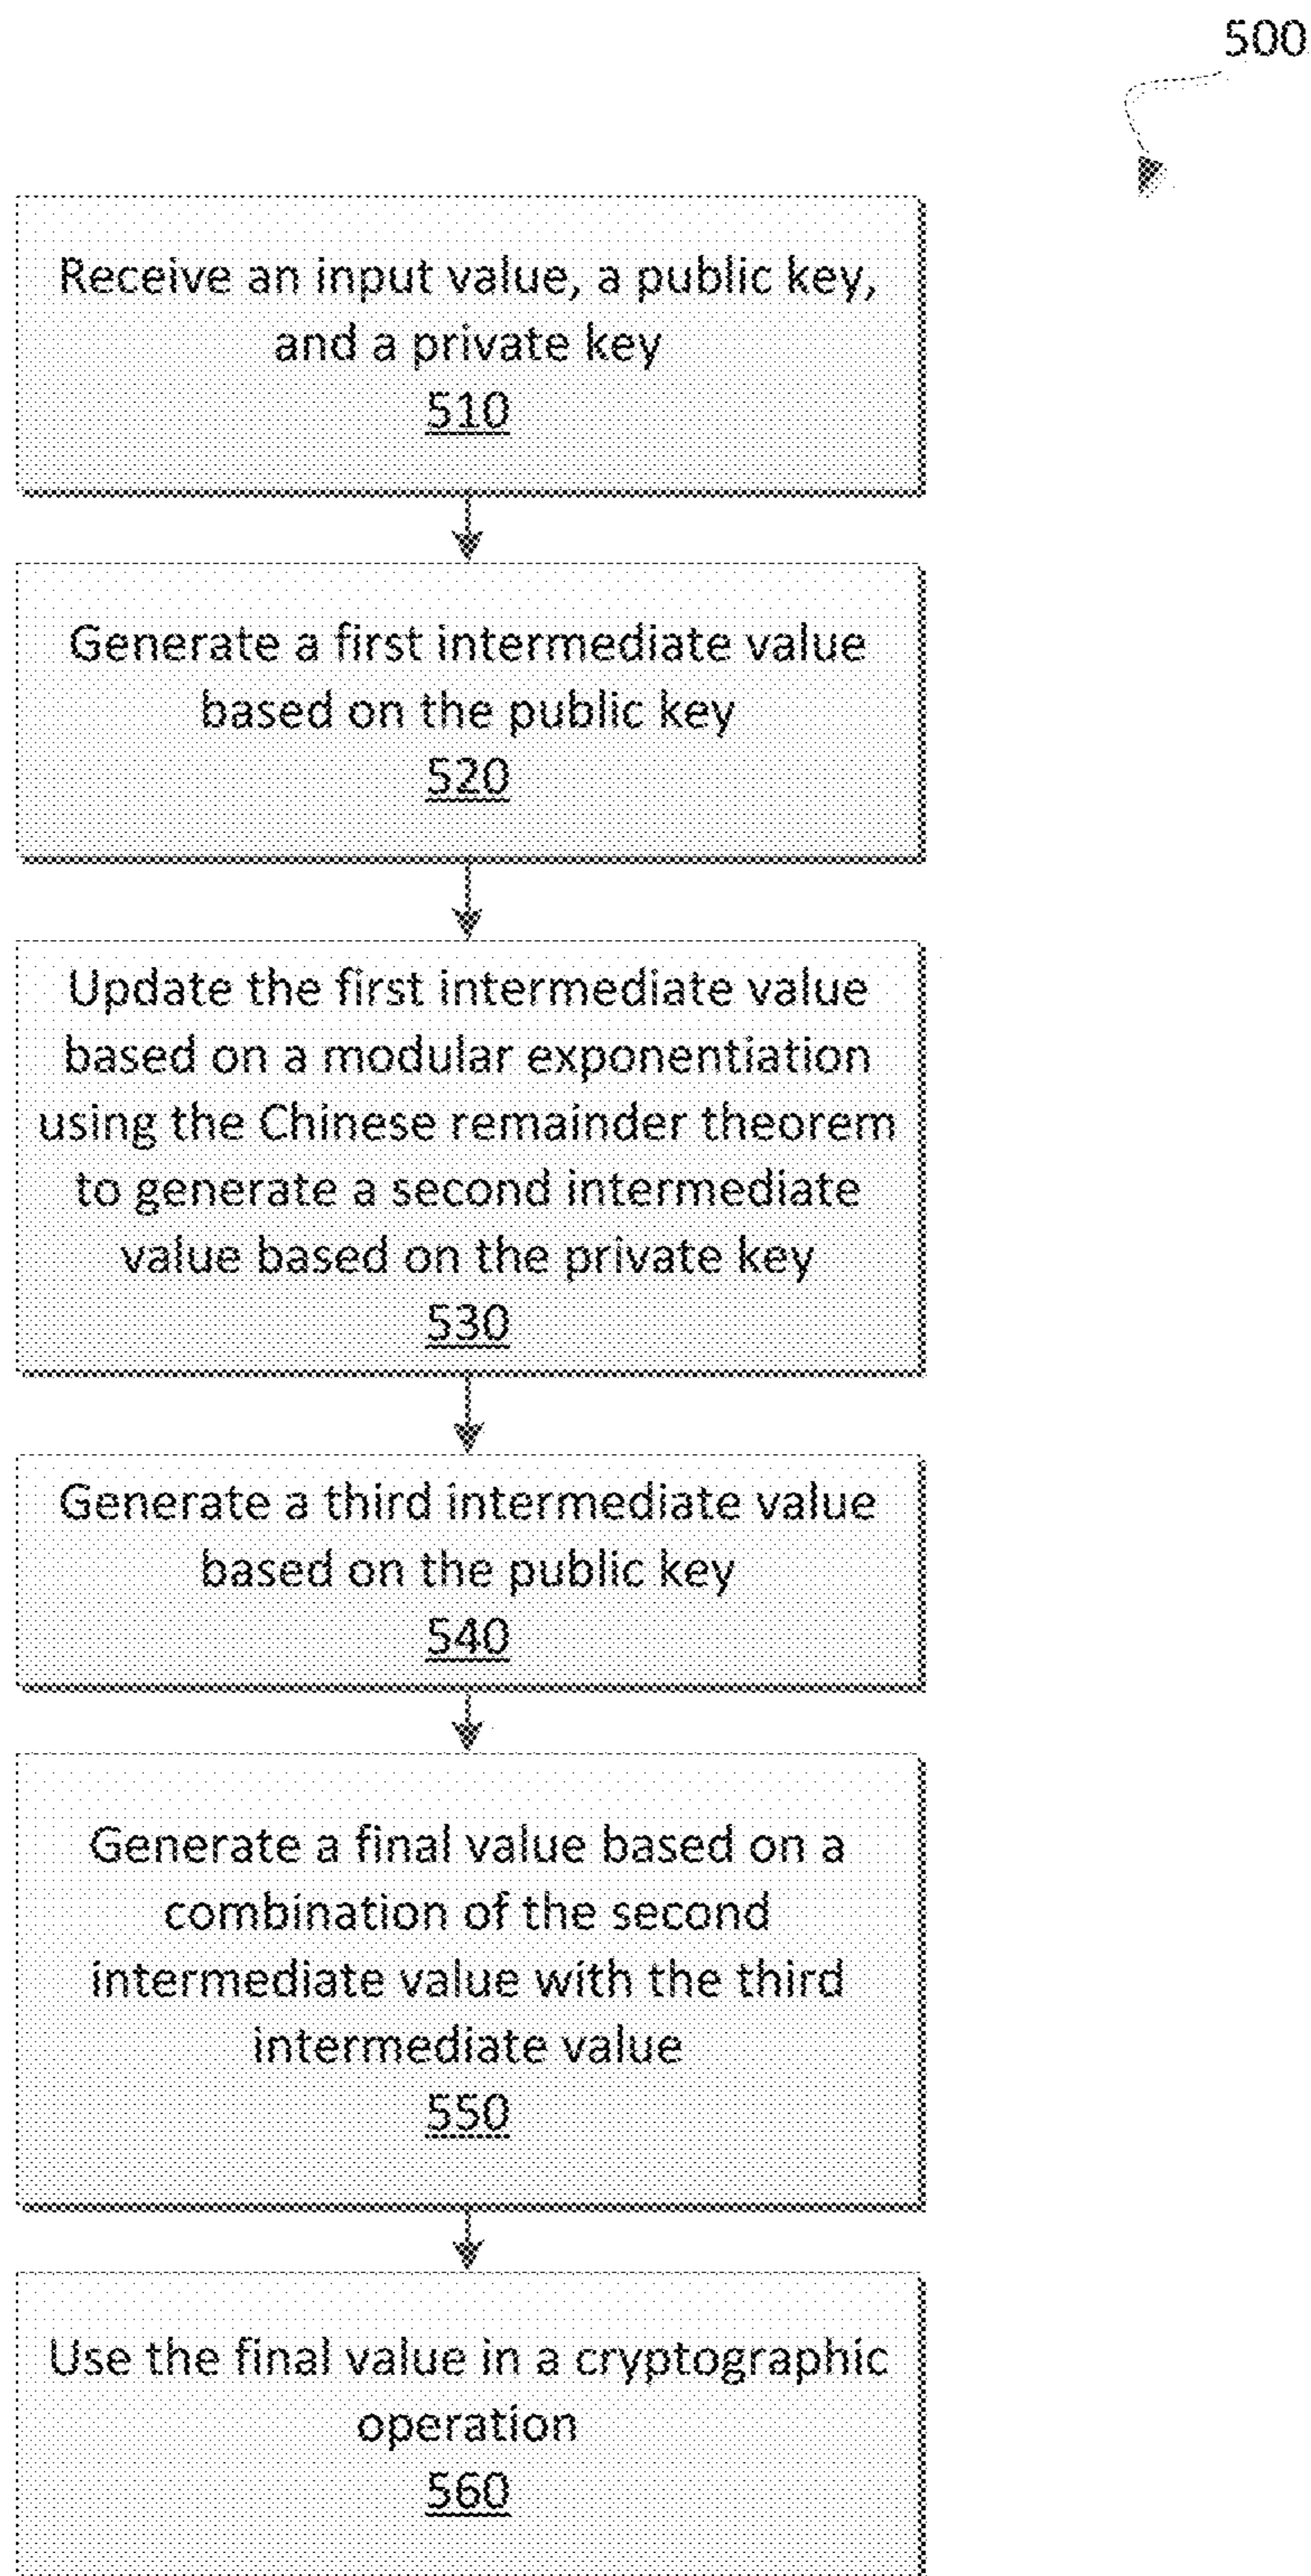 500
Receive an input value, a public key,
and a private key
510
Generate a first intermediate value
based on the public key
520
Update the first intermediate value
based on a modular exponentiation
using the Chinese remainder theorem
to generate a second intermediate
value based on the private key
530
Generate a third intermediate value
based on the public key
540
Generate a final value based on a
combination of the second
intermediate value with the third
intermediate value
550
Use the final value in a cryptographic
operation
560